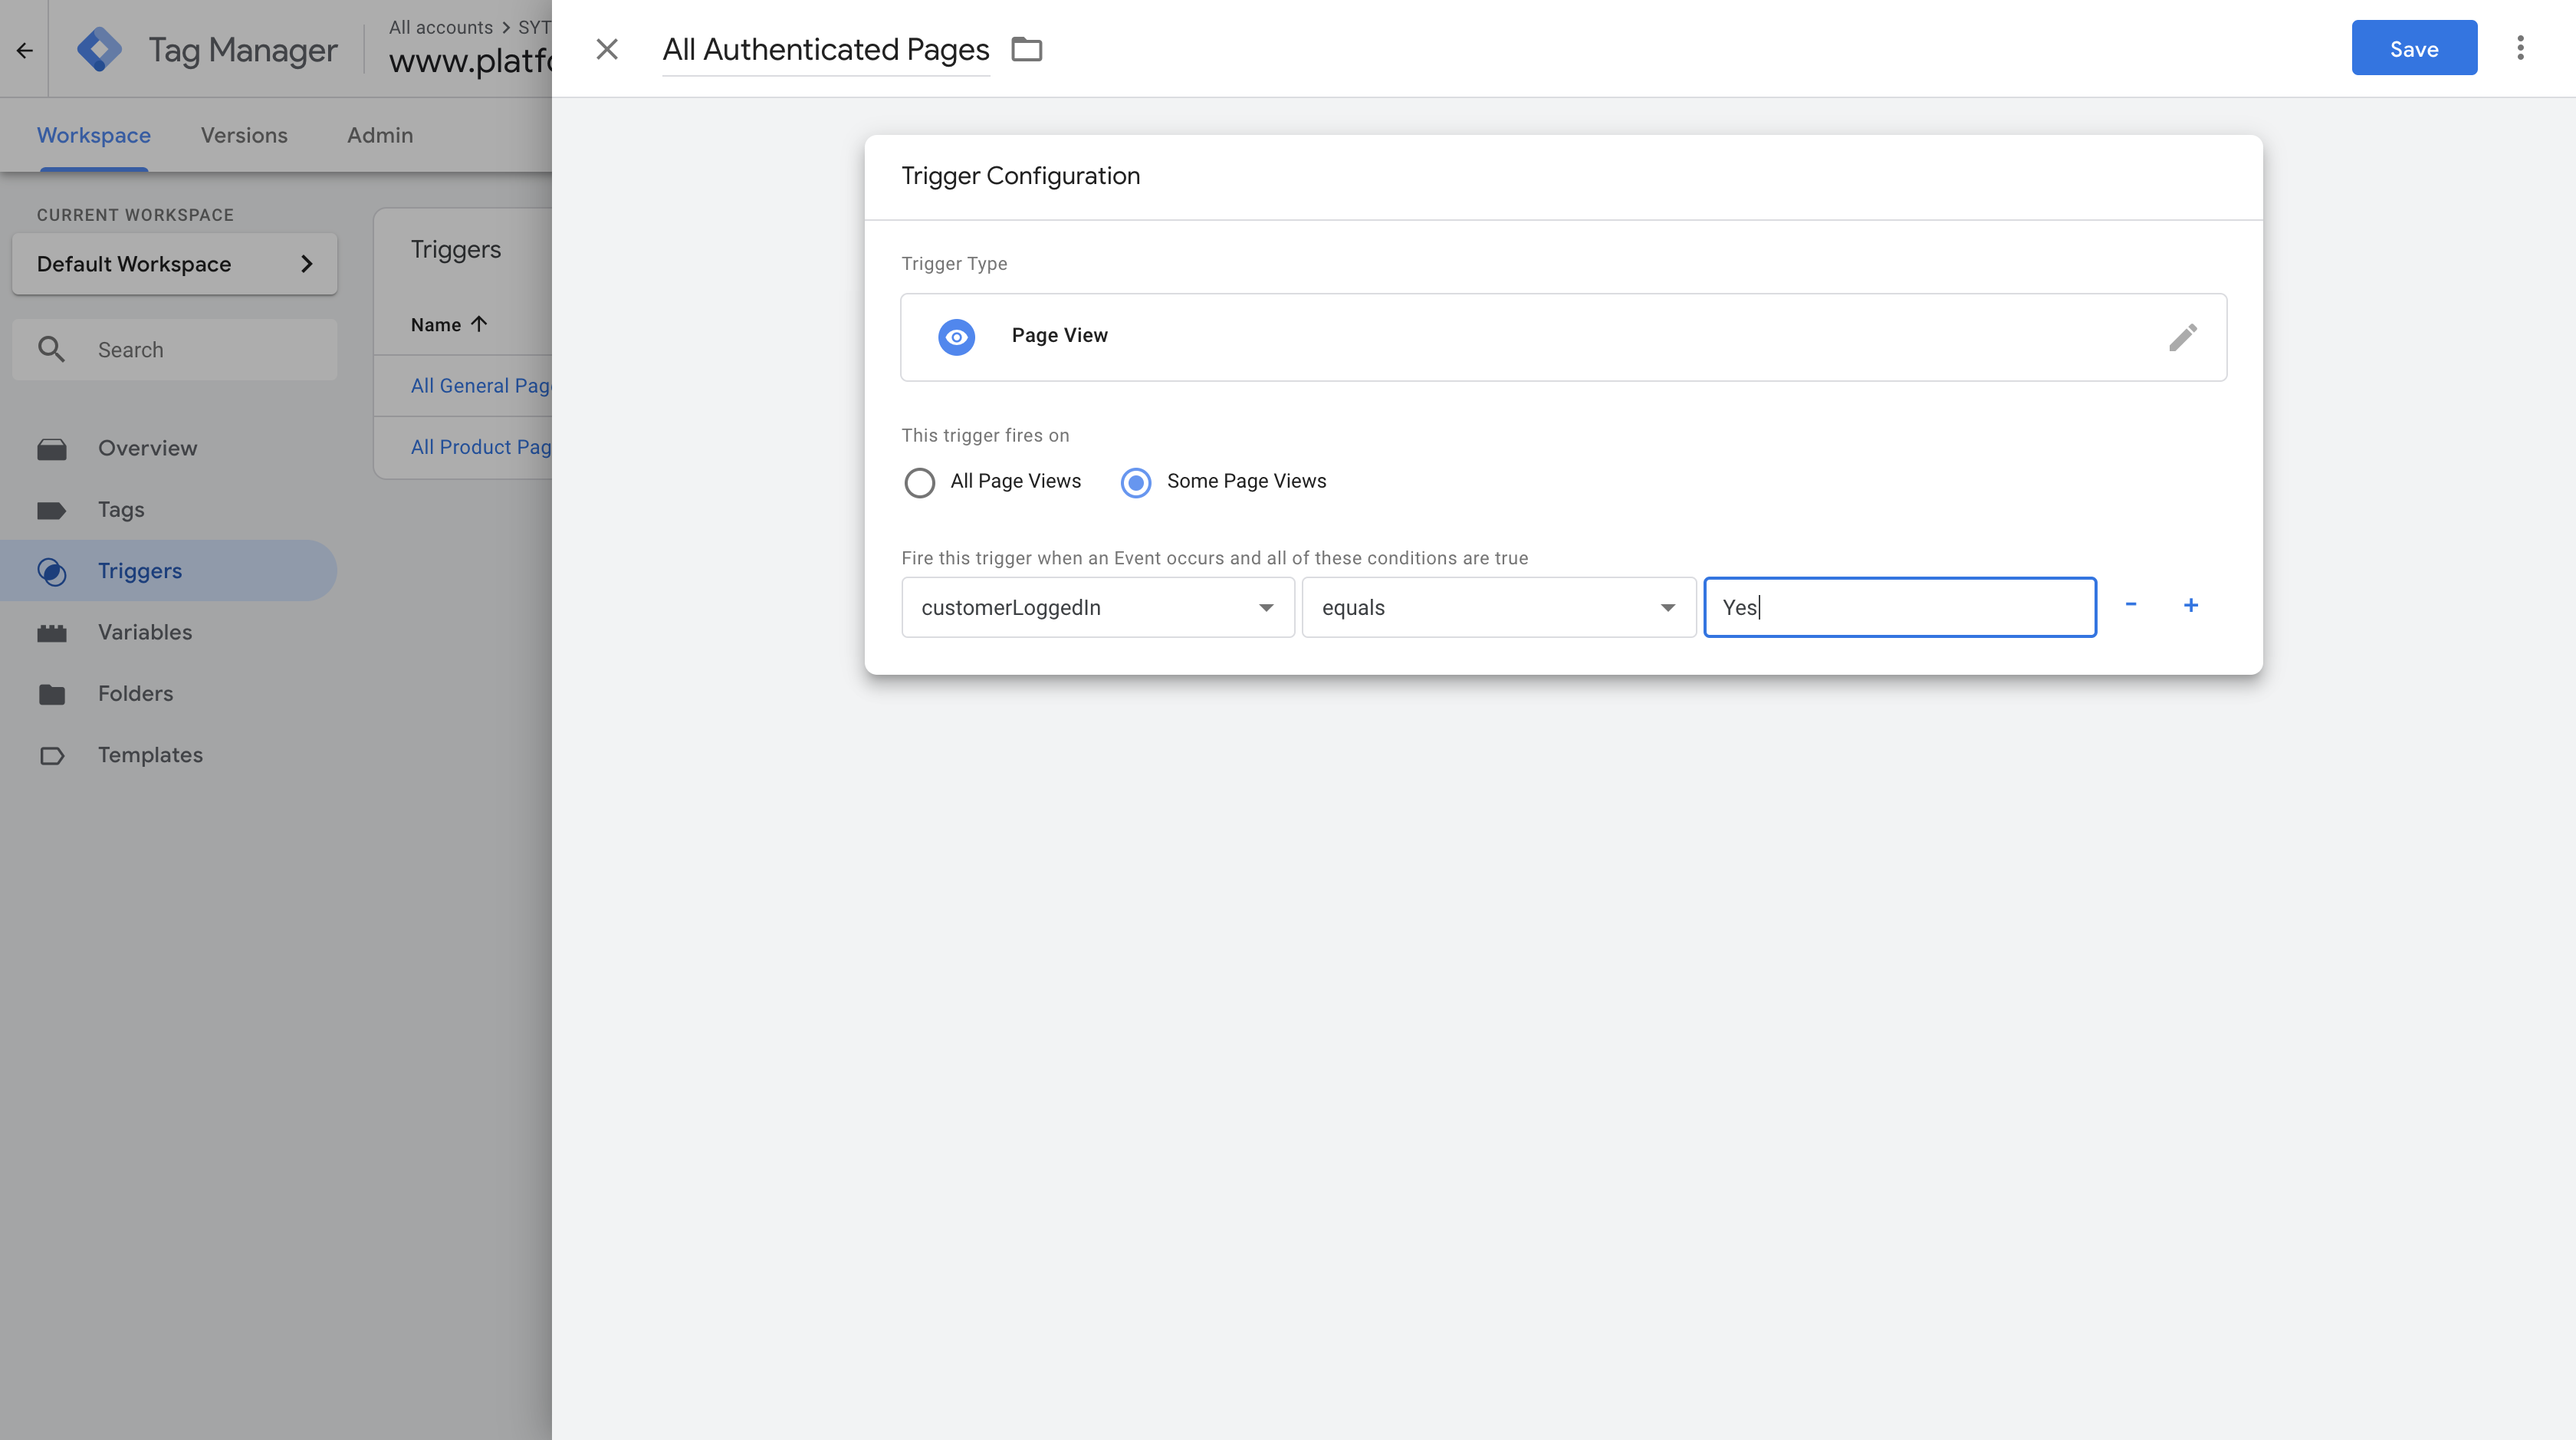 All accounts > SYT
Tag Manager
www.platfo
All Authenticated Pages
Save
Workspace
Versions
Admin
CURRENT WORKSPACE
Default Workspace
Search
Overview
Tags
Triggers
Variables
Folders
Templates
Triggers
Name
All General Page
All Product Pag
Trigger Configuration
Trigger Type
Page View
This trigger fires on
All Page Views
Some Page Views
Fire this trigger when an Event occurs and all of these conditions are true
customerLoggedIn
equals
Yes
-
+